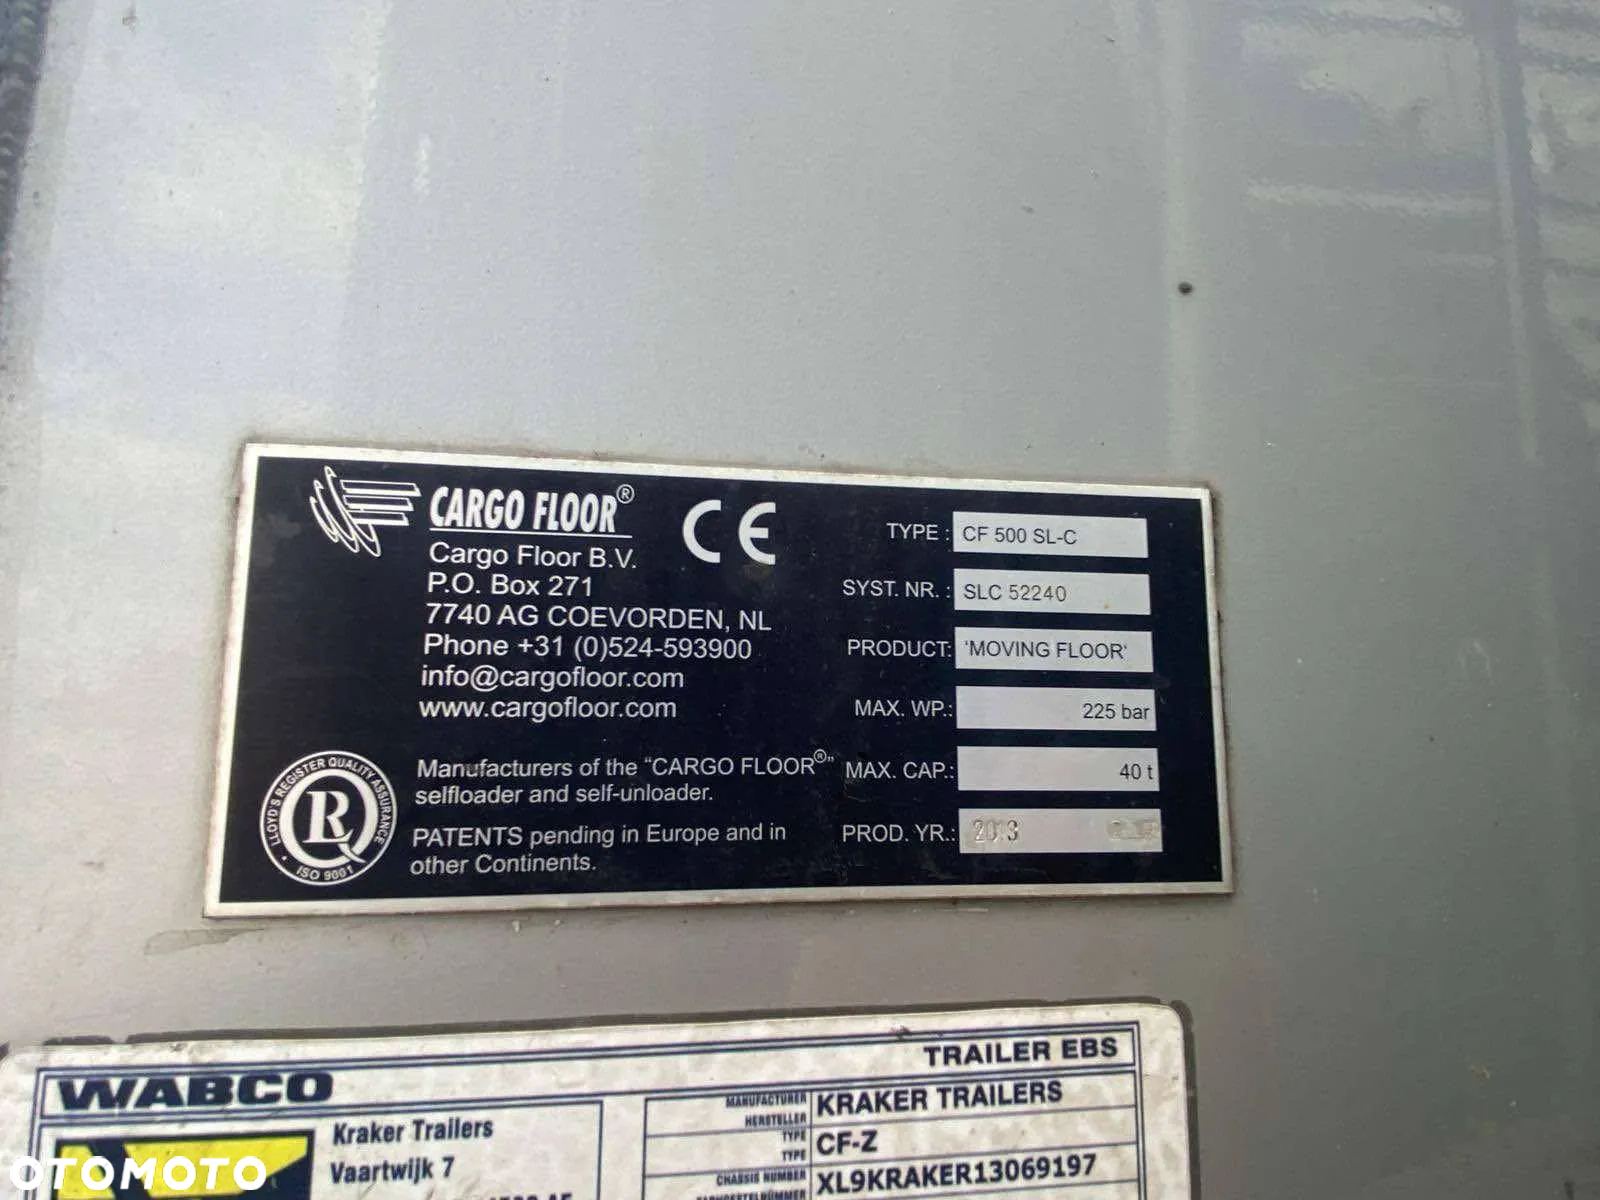 CARGO FLOOR®
Cargo Floor B.V.
P.O. Box 271
7740 AG COEVORDEN, NL
Phone +31 (0)524-593900
info@cargofloor.com
www.cargofloor.com
CE
TYPE : CF 500 SL-C
SYST. NR. : SLC 52240
PRODUCT: 'MOVING FLOOR'
MAX. WP.: 225 bar
MAX. CAP.: 40 t
PROD. YR.: 2013
LLOYD'S REGISTER QUALITY ASSURANCE
LRQ
ISO 9001
Manufacturers of the "CARGO FLOOR®"
selfloader and self-unloader.
PATENTS pending in Europe and in
other Continents.
WABCO
TRAILER EBS
Kraker Trailers
Vaartwijk 7
MANUFACTURER
HERSTELLER
KRAKER TRAILERS
TYPE
TYPE
CF-Z
CHASSIS NUMBER
FAHRGESTELLNUMMER
XL9KRAKER13069197
OTOMOTO